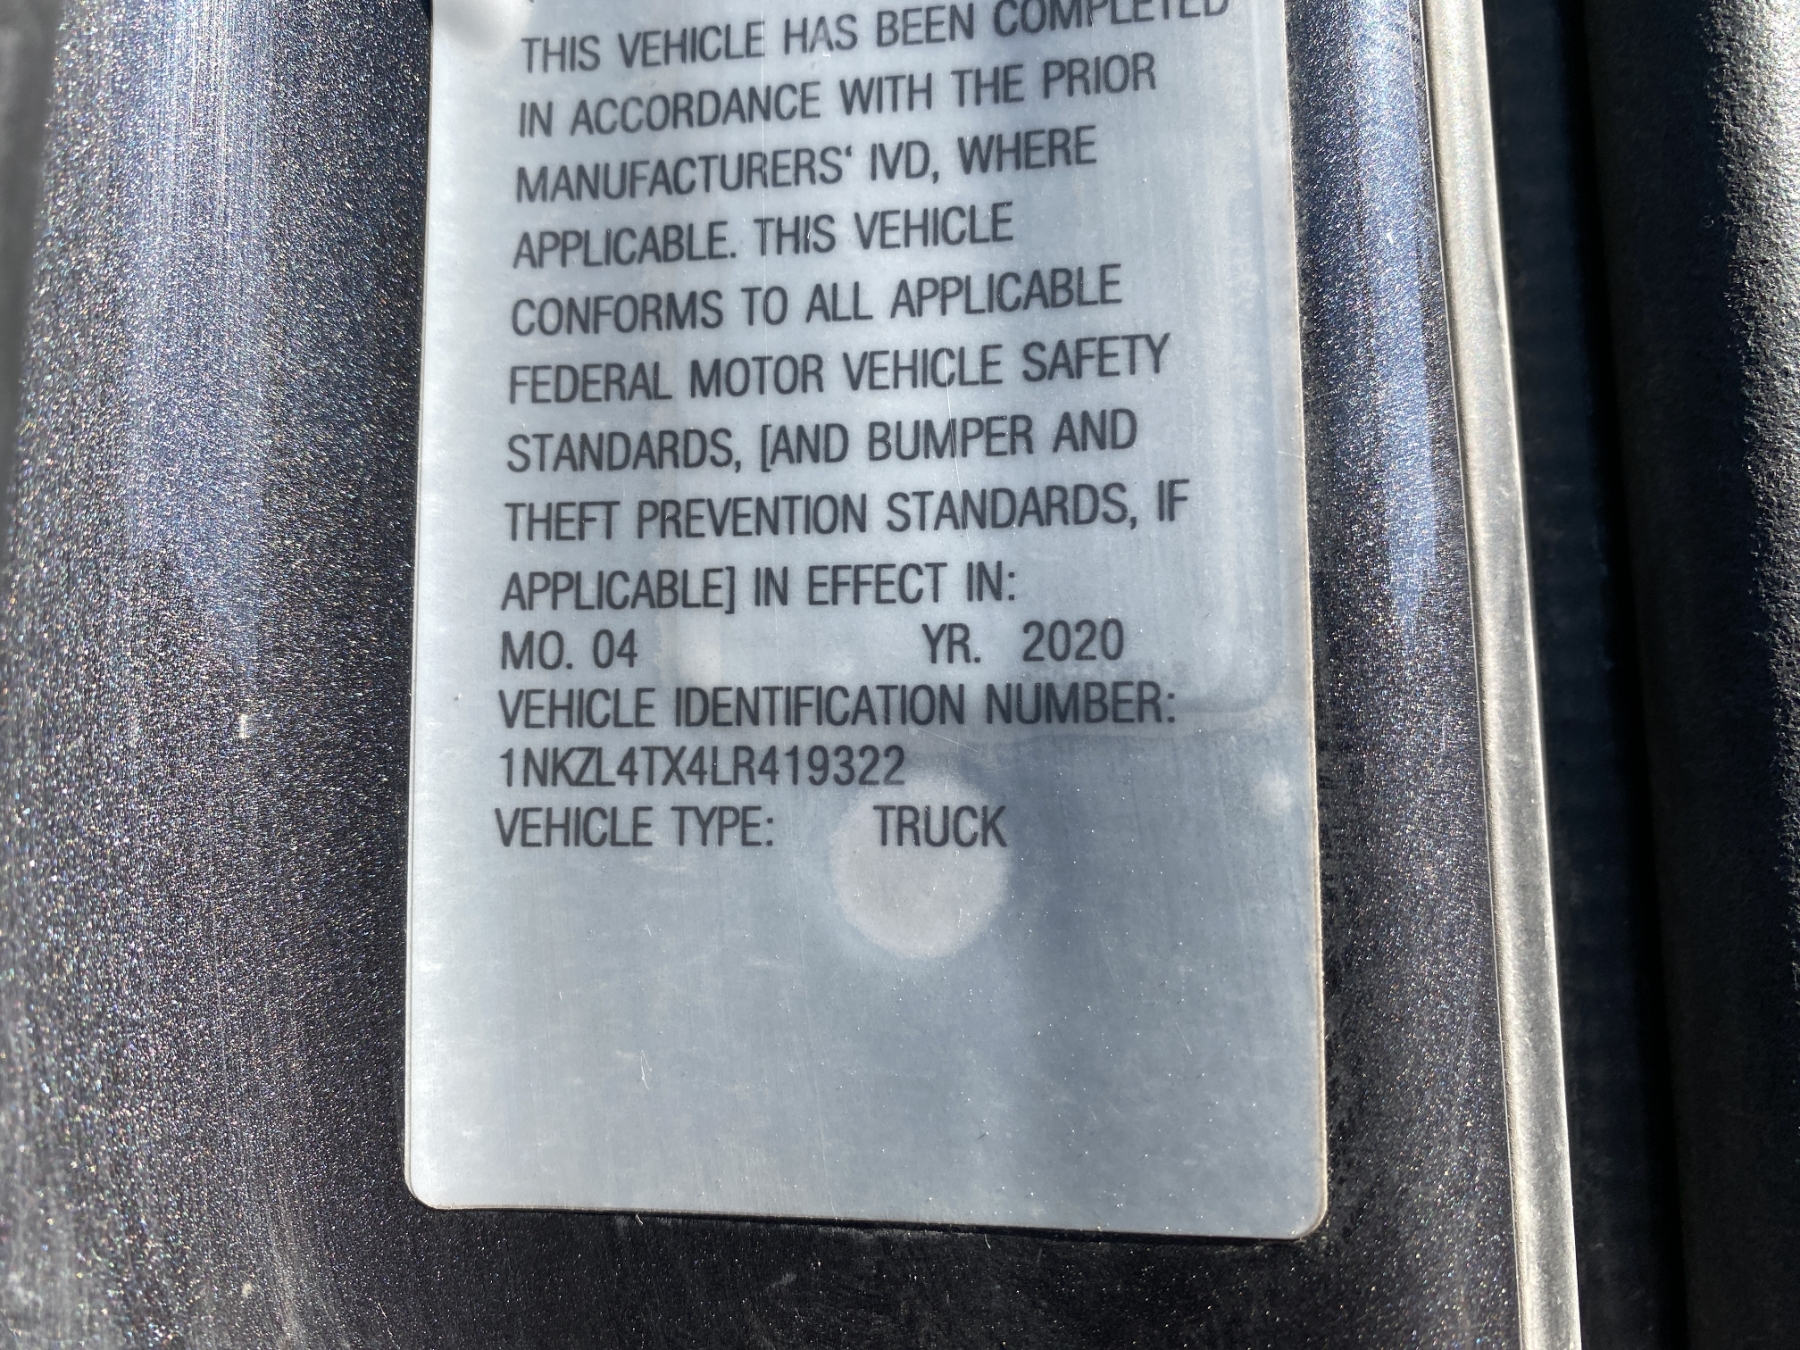 THIS VEHICLE HAS BEEN COMPLETED
IN ACCORDANCE WITH THE PRIOR
MANUFACTURERS‘ IVD, WHERE
APPLICABLE. THIS VEHICLE
CONFORMS TO ALL APPLICABLE
FEDERAL MOTOR VEHICLE SAFETY
STANDARDS, [AND BUMPER AND
THEFT PREVENTION STANDARDS, IF
APPLICABLE] IN EFFECT IN:
MO. 04 YR. 2020
VEHICLE IDENTIFICATION NUMBER:
1NKZL4TX4LR419322
VEHICLE TYPE: TRUCK